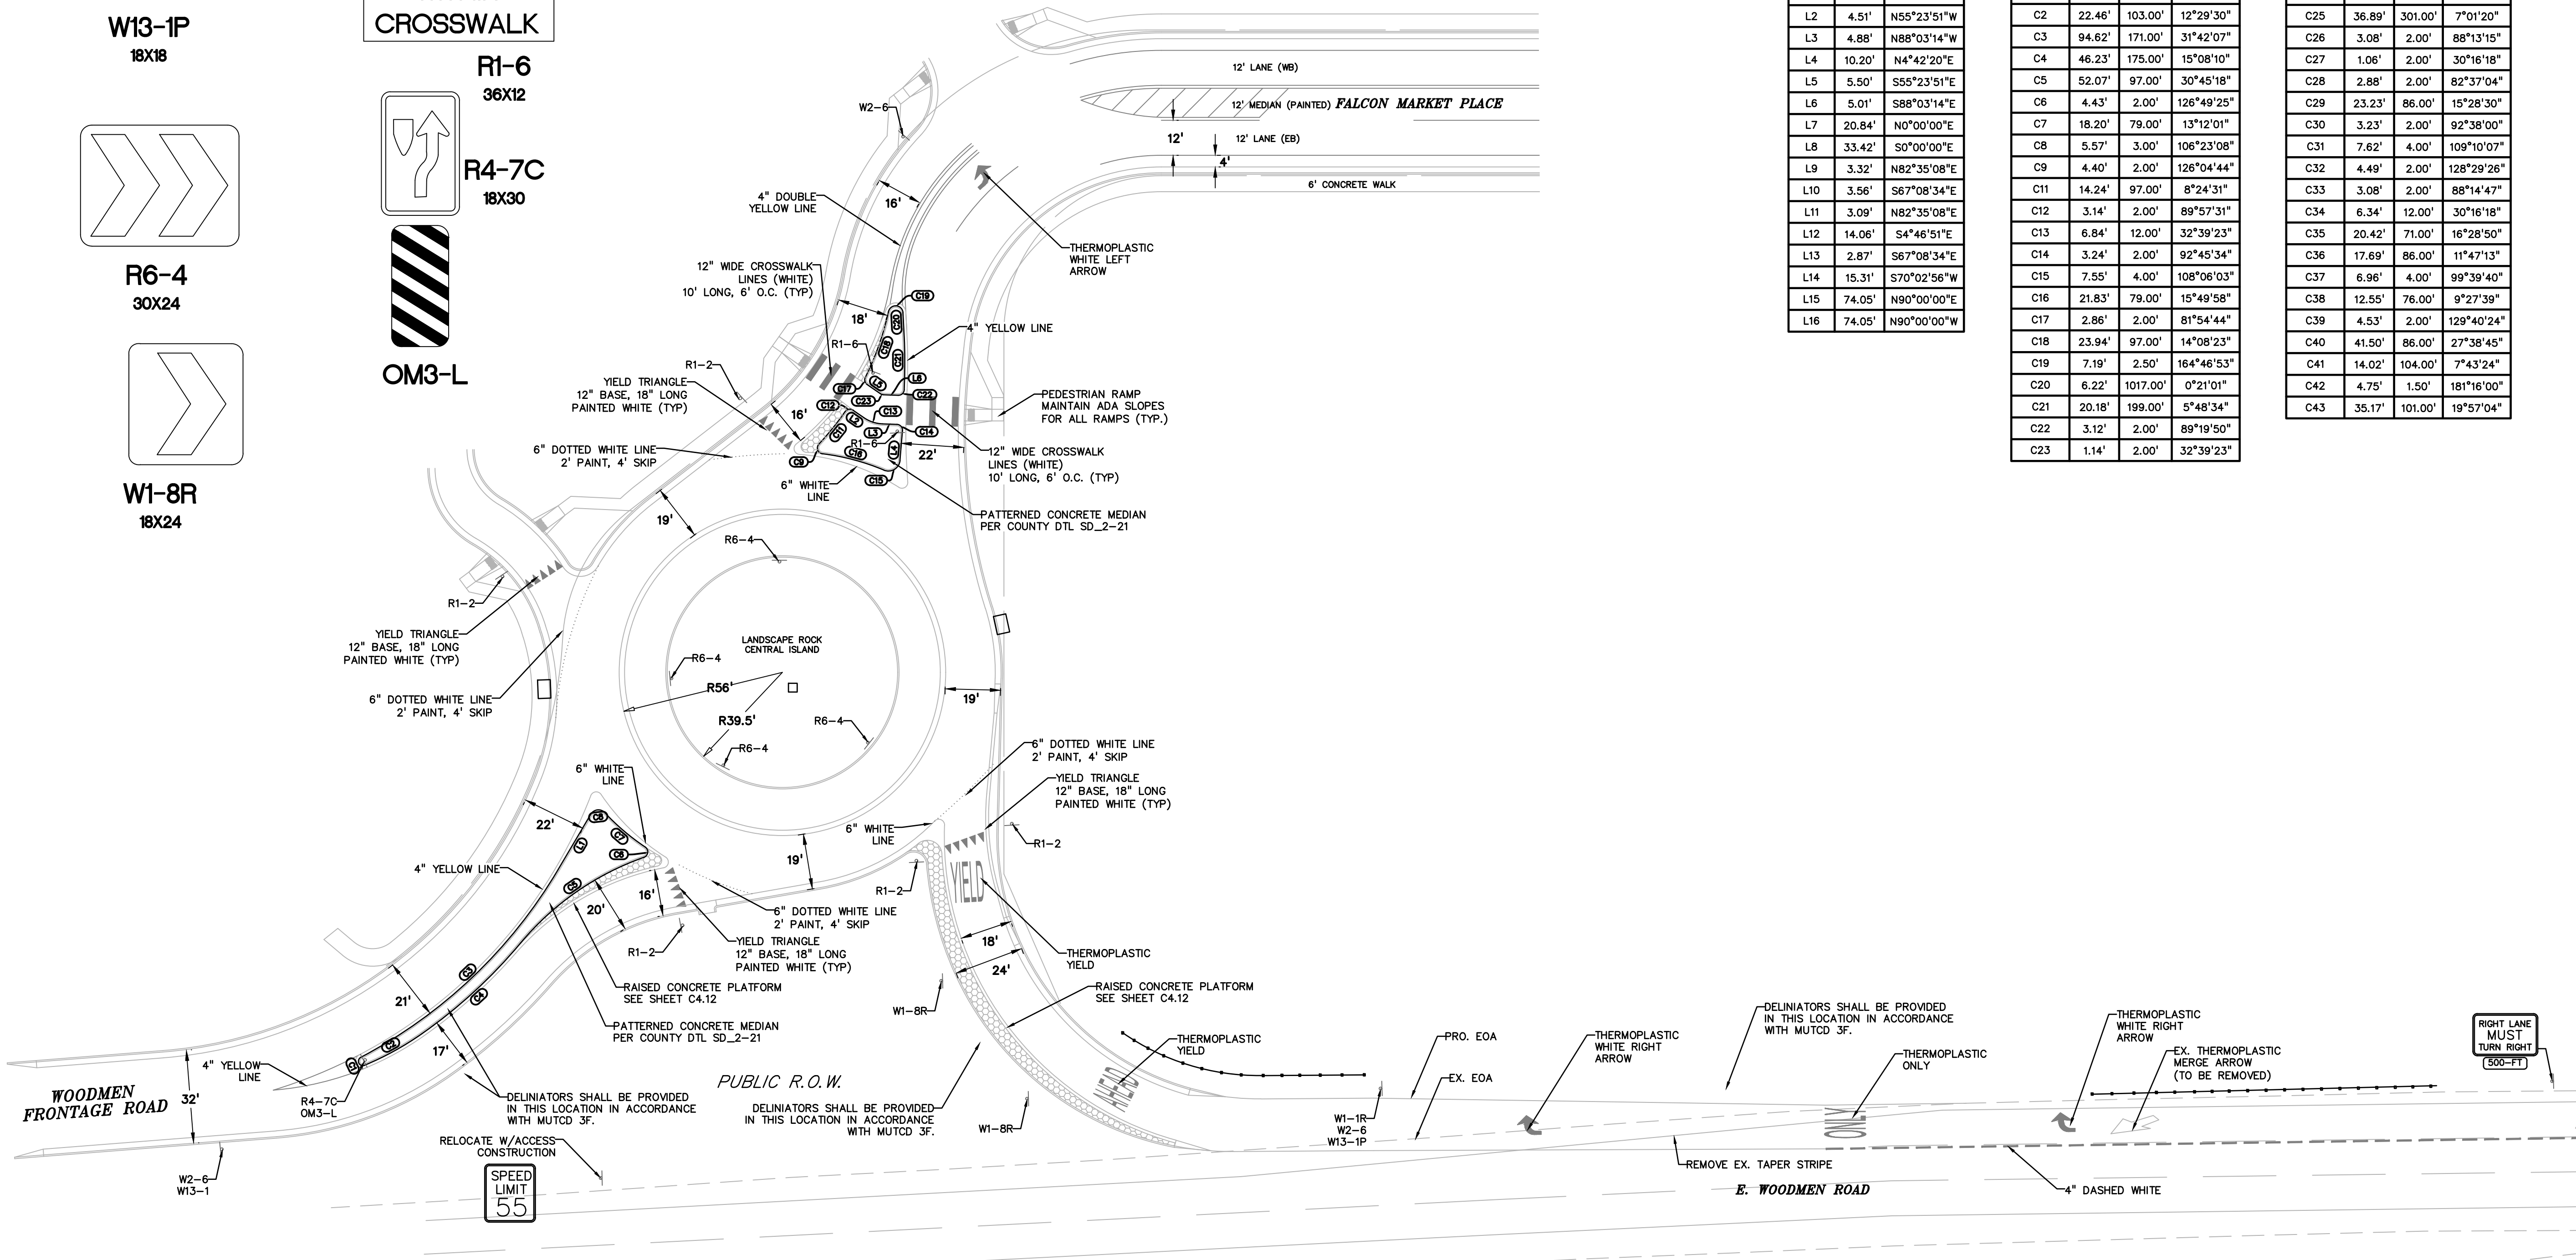 W13-1P
18X18
CROSSWALK
R1-6
36X12
R4-7C
18X30
R6-4
30X24
OM3-L
W1-8R
18X24
W2-6
12' LANE (WB)
12' MEDIAN (PAINTED) FALCON MARKET PLACE
12'
12' LANE (EB)
4'
6' CONCRETE WALK
4" DOUBLE
YELLOW LINE
16'
THERMOPLASTIC
WHITE LEFT
ARROW
12" WIDE CROSSWALK
LINES (WHITE)
10' LONG, 6' O.C. (TYP)
C19
18'
C20
4" YELLOW LINE
R1-6
C18
C21
R1-2
YIELD TRIANGLE
12" BASE, 18" LONG
PAINTED WHITE (TYP)
C17
L5
L6
C23
C22
PEDESTRIAN RAMP
MAINTAIN ADA SLOPES
FOR ALL RAMPS (TYP.)
16'
C12
C13
L2
C11
L3
C14
R1-6
L4
22'
6" DOTTED WHITE LINE
2' PAINT, 4' SKIP
C9
C16
C15
12" WIDE CROSSWALK
LINES (WHITE)
10' LONG, 6' O.C. (TYP)
6" WHITE
LINE
PATTERNED CONCRETE MEDIAN
PER COUNTY DTL SD_2-21
19'
R6-4
R1-2
YIELD TRIANGLE
12" BASE, 18" LONG
PAINTED WHITE (TYP)
LANDSCAPE ROCK
CENTRAL ISLAND
R6-4
R56'
6" DOTTED WHITE LINE
2' PAINT, 4' SKIP
19'
R39.5'
R6-4
R6-4
6" DOTTED WHITE LINE
2' PAINT, 4' SKIP
6" WHITE
LINE
YIELD TRIANGLE
12" BASE, 18" LONG
PAINTED WHITE (TYP)
22'
C8
C7
L1
C6
6" WHITE
LINE
R1-2
19'
4" YELLOW LINE
C5
16'
20'
R1-2
YIELD
6" DOTTED WHITE LINE
2' PAINT, 4' SKIP
YIELD TRIANGLE
12" BASE, 18" LONG
PAINTED WHITE (TYP)
R1-2
18'
THERMOPLASTIC
YIELD
24'
C3
C4
21'
RAISED CONCRETE PLATFORM
SEE SHEET C4.12
RAISED CONCRETE PLATFORM
SEE SHEET C4.12
W1-8R
PATTERNED CONCRETE MEDIAN
PER COUNTY DTL SD_2-21
C2
17'
4" YELLOW
LINE
WOODMEN
FRONTAGE ROAD
32'
R4-7C
OM3-L
DELINIATORS SHALL BE PROVIDED
IN THIS LOCATION IN ACCORDANCE
WITH MUTCD 3F.
PUBLIC R.O.W.
DELINIATORS SHALL BE PROVIDED
IN THIS LOCATION IN ACCORDANCE
WITH MUTCD 3F.
W1-8R
YIELD
THERMOPLASTIC
YIELD
W1-1R
W2-6
W13-1P
PRO. EOA
EX. EOA
THERMOPLASTIC
WHITE RIGHT
ARROW
DELINIATORS SHALL BE PROVIDED
IN THIS LOCATION IN ACCORDANCE
WITH MUTCD 3F.
THERMOPLASTIC
ONLY
ONLY
THERMOPLASTIC
WHITE RIGHT
ARROW
EX. THERMOPLASTIC
MERGE ARROW
(TO BE REMOVED)
RIGHT LANE
MUST
TURN RIGHT
500-FT
RELOCATE W/ACCESS
CONSTRUCTION
W2-6
W13-1
SPEED
LIMIT
55
REMOVE EX. TAPER STRIPE
E. WOODMEN ROAD
4" DASHED WHITE
L2 4.51' N55°23'51"W
L3 4.88' N88°03'14"W
L4 10.20' N4°42'20"E
L5 5.50' S55°23'51"E
L6 5.01' S88°03'14"E
L7 20.84' N0°00'00"E
L8 33.42' S0°00'00"E
L9 3.32' N82°35'08"E
L10 3.56' S67°08'34"E
L11 3.09' N82°35'08"E
L12 14.06' S4°46'51"E
L13 2.87' S67°08'34"E
L14 15.31' S70°02'56"W
L15 74.05' N90°00'00"E
L16 74.05' N90°00'00"W
C2 22.46' 103.00' 12°29'30"
C3 94.62' 171.00' 31°42'07"
C4 46.23' 175.00' 15°08'10"
C5 52.07' 97.00' 30°45'18"
C6 4.43' 2.00' 126°49'25"
C7 18.20' 79.00' 13°12'01"
C8 5.57' 3.00' 106°23'08"
C9 4.40' 2.00' 126°04'44"
C11 14.24' 97.00' 8°24'31"
C12 3.14' 2.00' 89°57'31"
C13 6.84' 12.00' 32°39'23"
C14 3.24' 2.00' 92°45'34"
C15 7.55' 4.00' 108°06'03"
C16 21.83' 79.00' 15°49'58"
C17 2.86' 2.00' 81°54'44"
C18 23.94' 97.00' 14°08'23"
C19 7.19' 2.50' 164°46'53"
C20 6.22' 1017.00' 0°21'01"
C21 20.18' 199.00' 5°48'34"
C22 3.12' 2.00' 89°19'50"
C23 1.14' 2.00' 32°39'23"
C25 36.89' 301.00' 7°01'20"
C26 3.08' 2.00' 88°13'15"
C27 1.06' 2.00' 30°16'18"
C28 2.88' 2.00' 82°37'04"
C29 23.23' 86.00' 15°28'30"
C30 3.23' 2.00' 92°38'00"
C31 7.62' 4.00' 109°10'07"
C32 4.49' 2.00' 128°29'26"
C33 3.08' 2.00' 88°14'47"
C34 6.34' 12.00' 30°16'18"
C35 20.42' 71.00' 16°28'50"
C36 17.69' 86.00' 11°47'13"
C37 6.96' 4.00' 99°39'40"
C38 12.55' 76.00' 9°27'39"
C39 4.53' 2.00' 129°40'24"
C40 41.50' 86.00' 27°38'45"
C41 14.02' 104.00' 7°43'24"
C42 4.75' 1.50' 181°16'00"
C43 35.17' 101.00' 19°57'04"